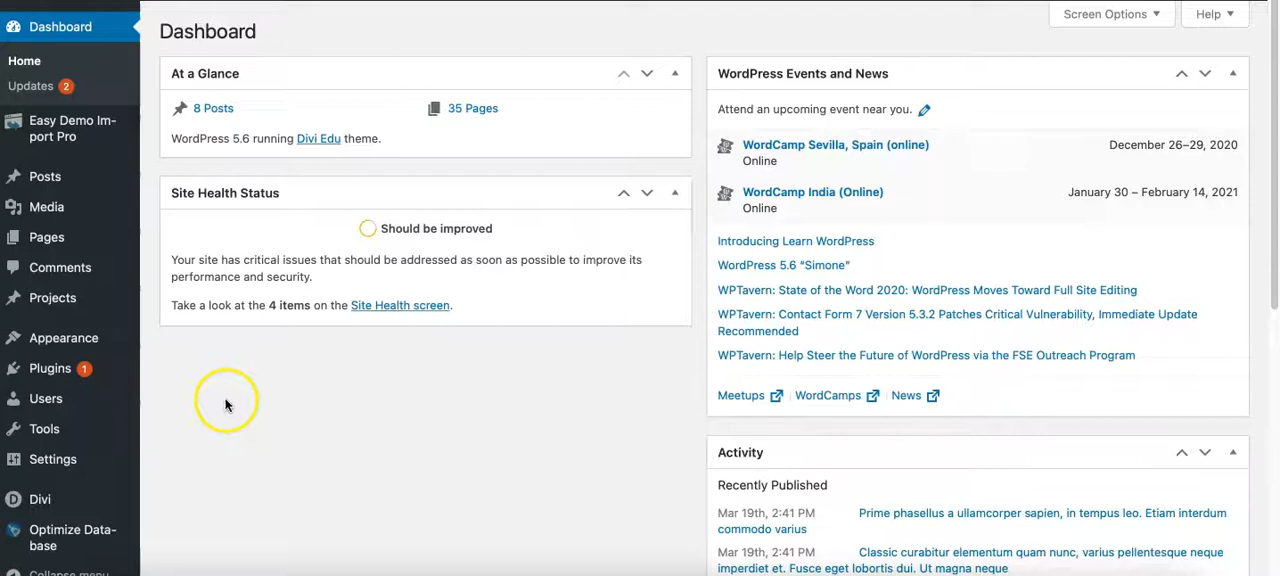 Dashboard
Home
Updates 2
Easy Demo Im-
port Pro
Posts
Media
Pages
Comments
Projects
Appearance
Plugins 1
Users
Tools
Settings
Divi
Optimize Data-
base
Collapse menu
Screen Options
Help
Dashboard
At a Glance
8 Posts
35 Pages
WordPress 5.6 running Divi Edu theme.
Site Health Status
Should be improved
Your site has critical issues that should be addressed as soon as possible to improve its
performance and security.
Take a look at the 4 items on the Site Health screen.
WordPress Events and News
Attend an upcoming event near you.
WordCamp Sevilla, Spain (online) December 26–29, 2020
Online
WordCamp India (Online) January 30 – February 14, 2021
Online
Introducing Learn WordPress
WordPress 5.6 “Simone”
WPTavern: State of the Word 2020: WordPress Moves Toward Full Site Editing
WPTavern: Contact Form 7 Version 5.3.2 Patches Critical Vulnerability, Immediate Update
Recommended
WPTavern: Help Steer the Future of WordPress via the FSE Outreach Program
Meetups WordCamps News
Activity
Recently Published
Mar 19th, 2:41 PM Prime phasellus a ullamcorper sapien, in tempus leo. Etiam interdum
commodo varius
Mar 19th, 2:41 PM Classic curabitur elementum quam nunc, varius pellentesque neque
imperdiet et. Fusce eget lobortis dui. Ut magna neque